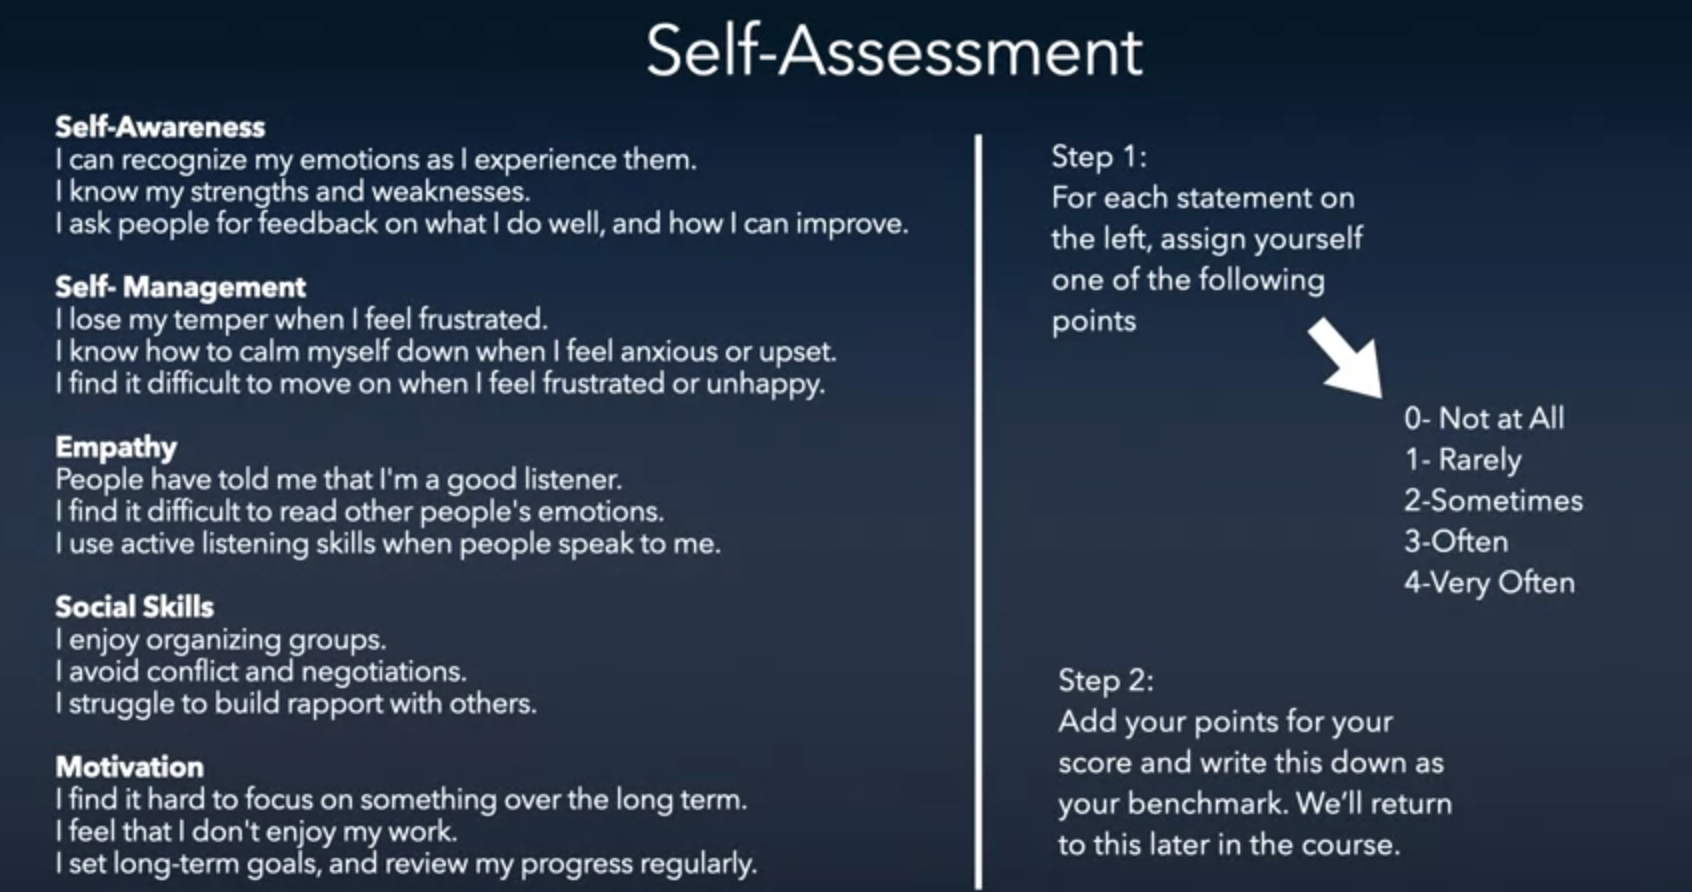 Self-Assessment
Self-Awareness
I can recognize my emotions as I experience them.
I know my strengths and weaknesses.
I ask people for feedback on what I do well, and how I can improve.
Self- Management
I lose my temper when I feel frustrated.
I know how to calm myself down when I feel anxious or upset.
I find it difficult to move on when I feel frustrated or unhappy.
Empathy
People have told me that I'm a good listener.
I find it difficult to read other people's emotions.
I use active listening skills when people speak to me.
Social Skills
I enjoy organizing groups.
I avoid conflict and negotiations.
I struggle to build rapport with others.
Motivation
I find it hard to focus on something over the long term.
I feel that I don't enjoy my work.
I set long-term goals, and review my progress regularly.
Step 1:
For each statement on
the left, assign yourself
one of the following
points
0- Not at All
1- Rarely
2-Sometimes
3-Often
4-Very Often
Step 2:
Add your points for your
score and write this down as
your benchmark. We’ll return
to this later in the course.